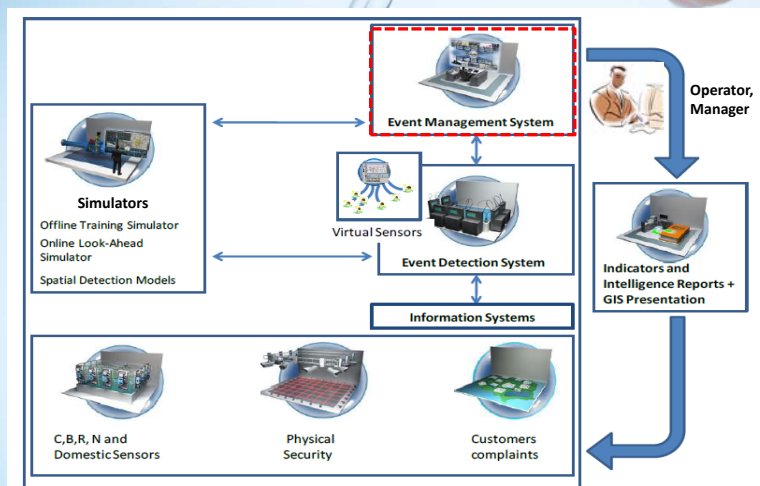 Event Management System
Operator,
Manager
Simulators
Offline Training Simulator
Online Look-Ahead
Simulator
Spatial Detection Models
Virtual Sensors
Event Detection System
Indicators and
Intelligence Reports +
GIS Presentation
Information Systems
C,B,R, N and
Domestic Sensors
Physical
Security
Customers
complaints